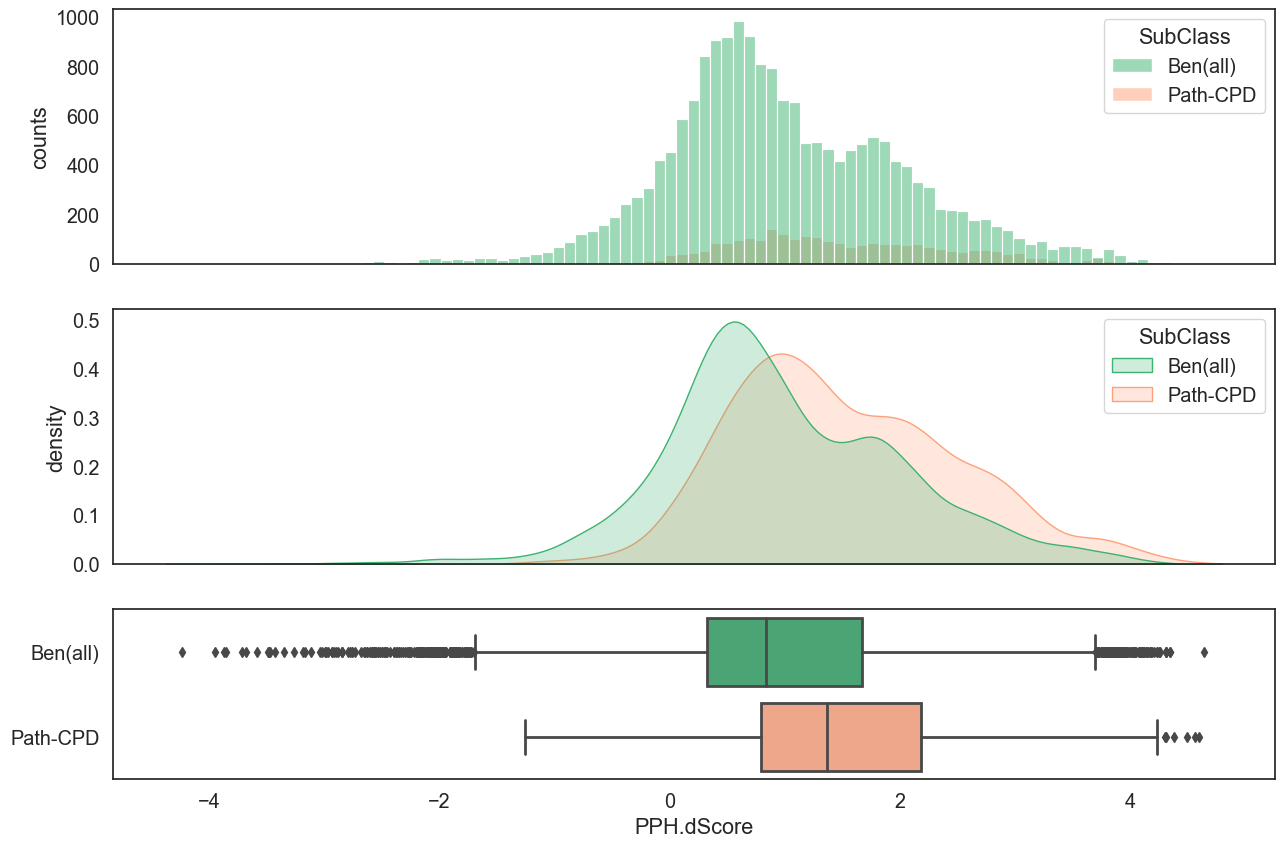 1000
800
600
400
200
0
counts
SubClass
Ben(all)
Path-CPD
0.5
0.4
0.3
0.2
0.1
0.0
density
SubClass
Ben(all)
Path-CPD
Ben(all)
Path-CPD
−4 −2 0 2 4
PPH.dScore